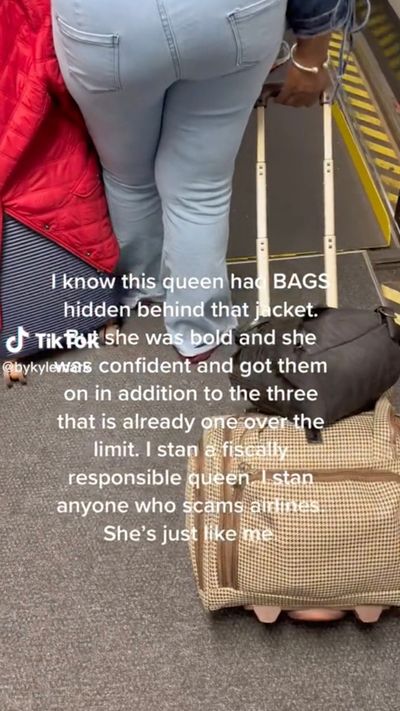 I know this queen had BAGS
hidden behind that jacket.
But she was bold and she
was confident and got them
on in addition to the three
that is already one over the
limit. I stan a fiscally
responsible queen. I stan
anyone who scams airlines.
She's just like me.
TikTok